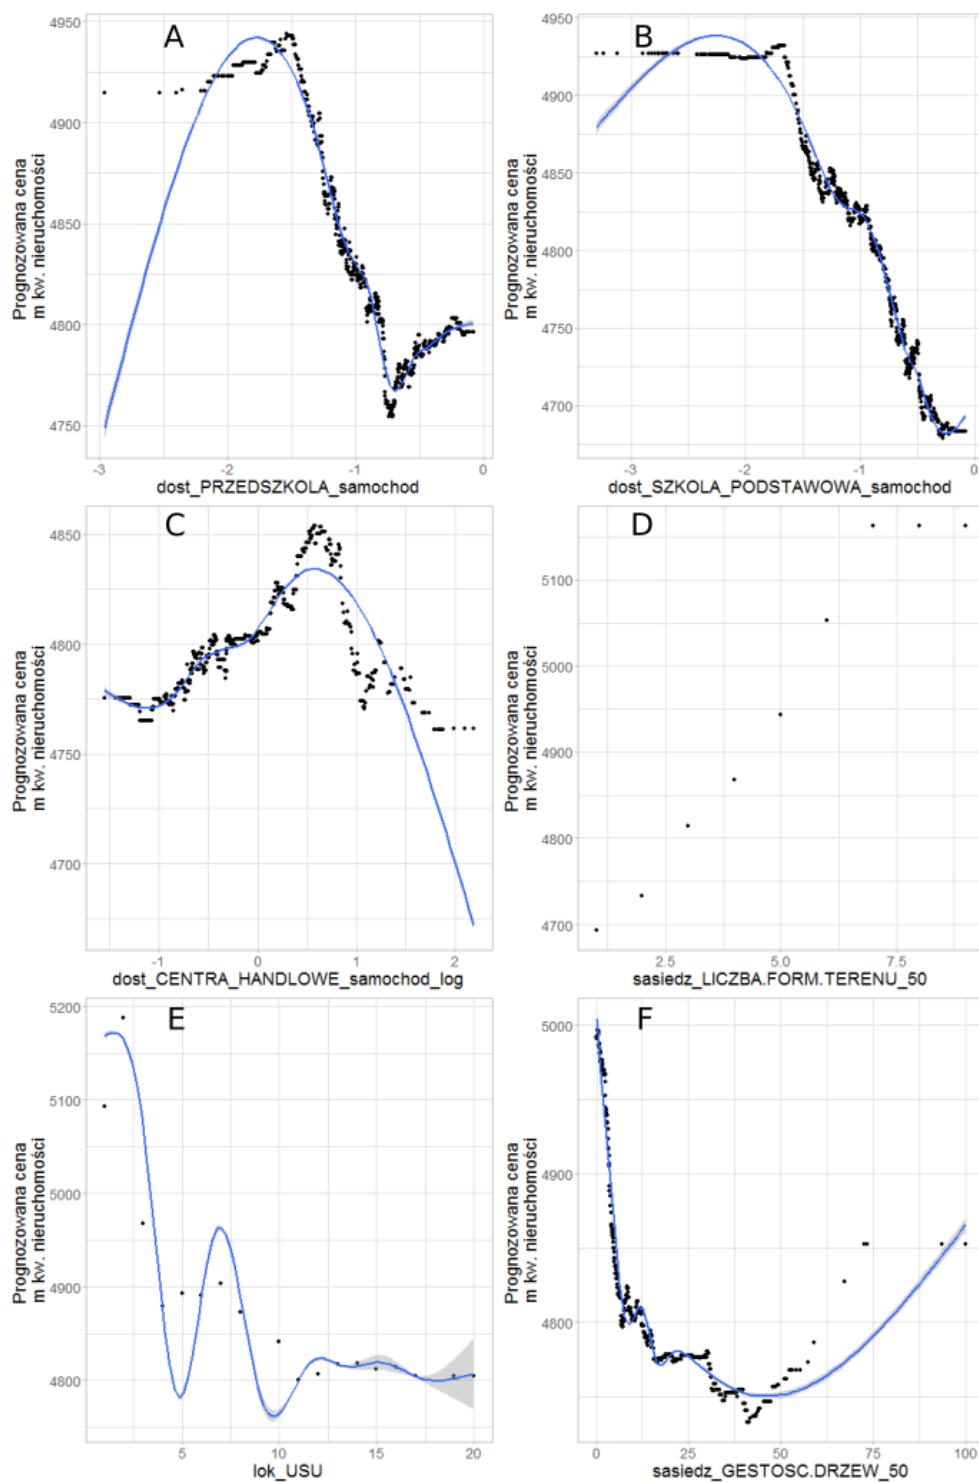 A
B
Prognozowana cena
m kw. nieruchomości
4950
4900
4850
4800
4750
-3
-2
-1
0
dost_PRZEDSZKOLA_samochod
Prognozowana cena
m kw. nieruchomości
4950
4900
4850
4800
4750
4700
-3
-2
-1
0
dost_SZKOLA_PODSTAWOWA_samochod
C
D
Prognozowana cena
m kw. nieruchomości
4850
4800
4750
4700
-1
0
1
2
dost_CENTRA_HANDLOWE_samochod_log
Prognozowana cena
m kw. nieruchomości
5100
5000
4900
4800
4700
2.5
5.0
7.5
sasiedz_LICZBA.FORM.TERENU_50
E
F
Prognozowana cena
m kw. nieruchomości
5200
5100
5000
4900
4800
5
10
15
20
lok_USU
Prognozowana cena
m kw. nieruchomości
5000
4900
4800
0
25
50
75
100
sasiedz_GESTOSC.DRZEW_50